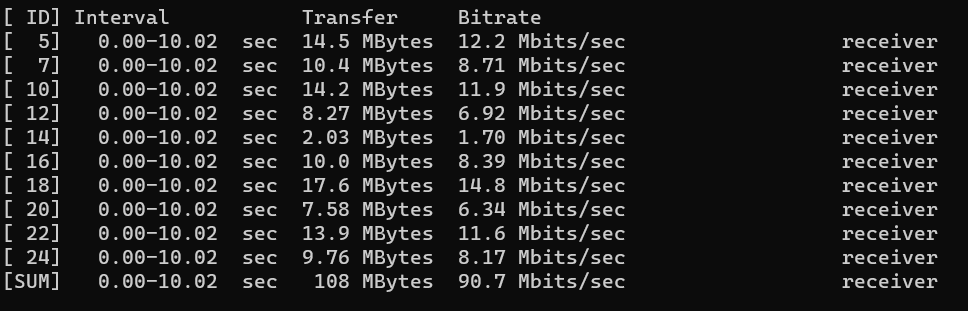 [ ID] Interval           Transfer    Bitrate
[  5]   0.00-10.02  sec  14.5 MBytes  12.2 Mbits/sec                  receiver
[  7]   0.00-10.02  sec  10.4 MBytes  8.71 Mbits/sec                  receiver
[ 10]   0.00-10.02  sec  14.2 MBytes  11.9 Mbits/sec                  receiver
[ 12]   0.00-10.02  sec  8.27 MBytes  6.92 Mbits/sec                  receiver
[ 14]   0.00-10.02  sec  2.03 MBytes  1.70 Mbits/sec                  receiver
[ 16]   0.00-10.02  sec  10.0 MBytes  8.39 Mbits/sec                  receiver
[ 18]   0.00-10.02  sec  17.6 MBytes  14.8 Mbits/sec                  receiver
[ 20]   0.00-10.02  sec  7.58 MBytes  6.34 Mbits/sec                  receiver
[ 22]   0.00-10.02  sec  13.9 MBytes  11.6 Mbits/sec                  receiver
[ 24]   0.00-10.02  sec  9.76 MBytes  8.17 Mbits/sec                  receiver
[SUM]   0.00-10.02  sec   108 MBytes  90.7 Mbits/sec                  receiver